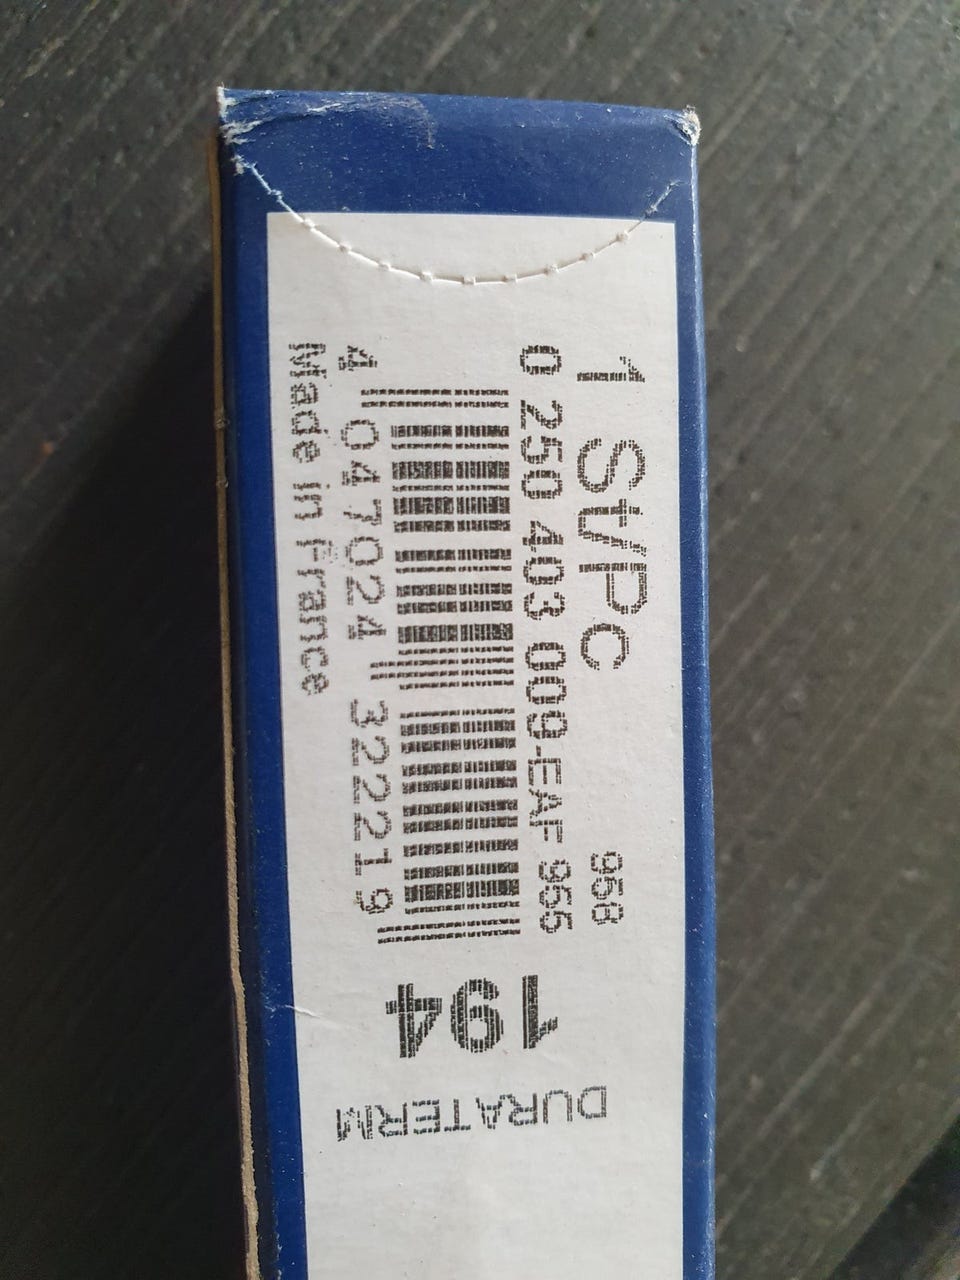 1 St/Pc 958
0 250 403 009-EAF 955
4 047024 322219
Made in France
194
DURATERM